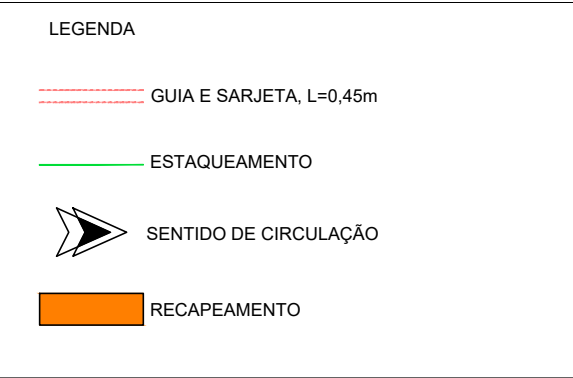 LEGENDA
GUIA E SARJETA, L=0,45m
ESTAQUEAMENTO
SENTIDO DE CIRCULAÇÃO
RECAPEAMENTO